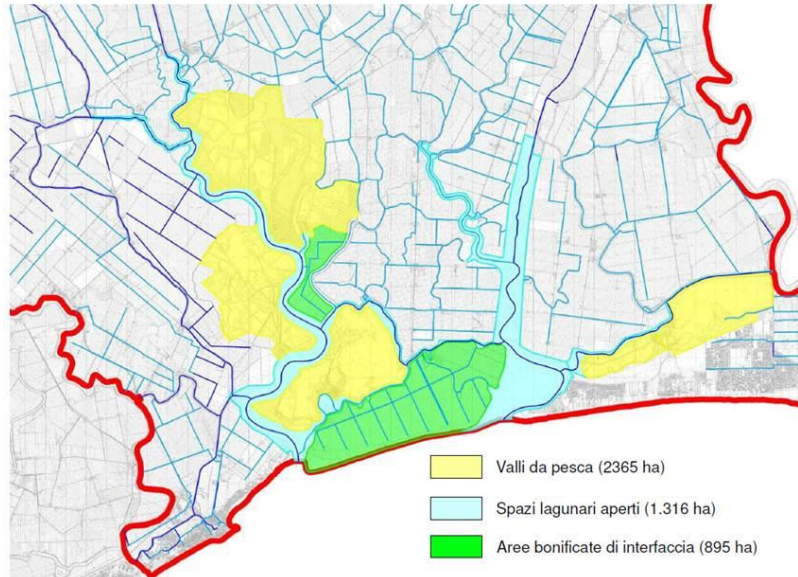 Valli da pesca (2365 ha)
Spazi lagunari aperti (1.316 ha)
Aree bonificate di interfaccia (895 ha)